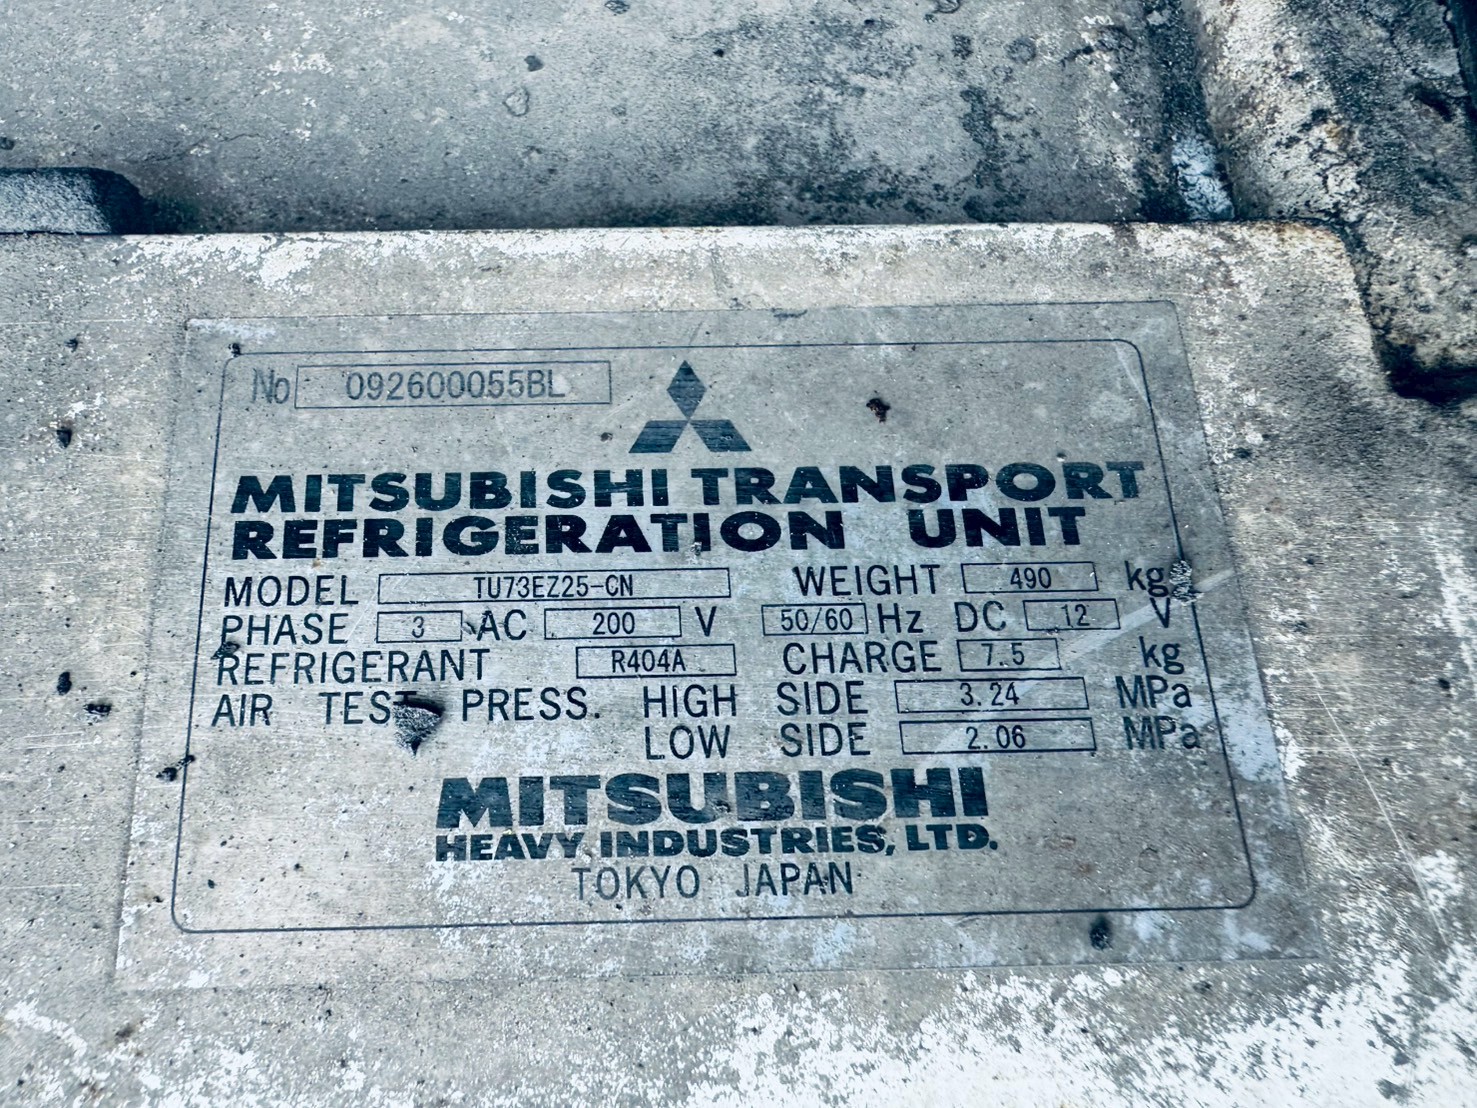 No 092600055BL
MITSUBISHI TRANSPORT
REFRIGERATION UNIT
MODEL TU73EZ25-CN WEIGHT 490 kg
PHASE 3 AC 200 V 50/60 Hz DC 12 V
REFRIGERANT R404A CHARGE 7.5 kg
AIR TEST PRESS. HIGH SIDE 3.24 MPa
LOW SIDE 2.06 MPa
MITSUBISHI
HEAVY INDUSTRIES, LTD.
TOKYO JAPAN